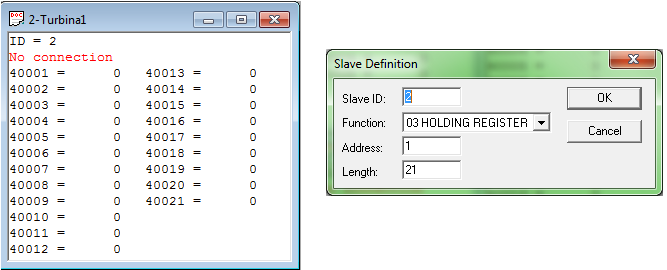 2-Turbina1
ID = 2
No connection
40001 = 0 40013 = 0
40002 = 0 40014 = 0
40003 = 0 40015 = 0
40004 = 0 40016 = 0
40005 = 0 40017 = 0
40006 = 0 40018 = 0
40007 = 0 40019 = 0
40008 = 0 40020 = 0
40009 = 0 40021 = 0
40010 = 0
40011 = 0
40012 = 0
Slave Definition
Slave ID: 2 OK
Function: 03 HOLDING REGISTER Cancel
Address: 1
Length: 21